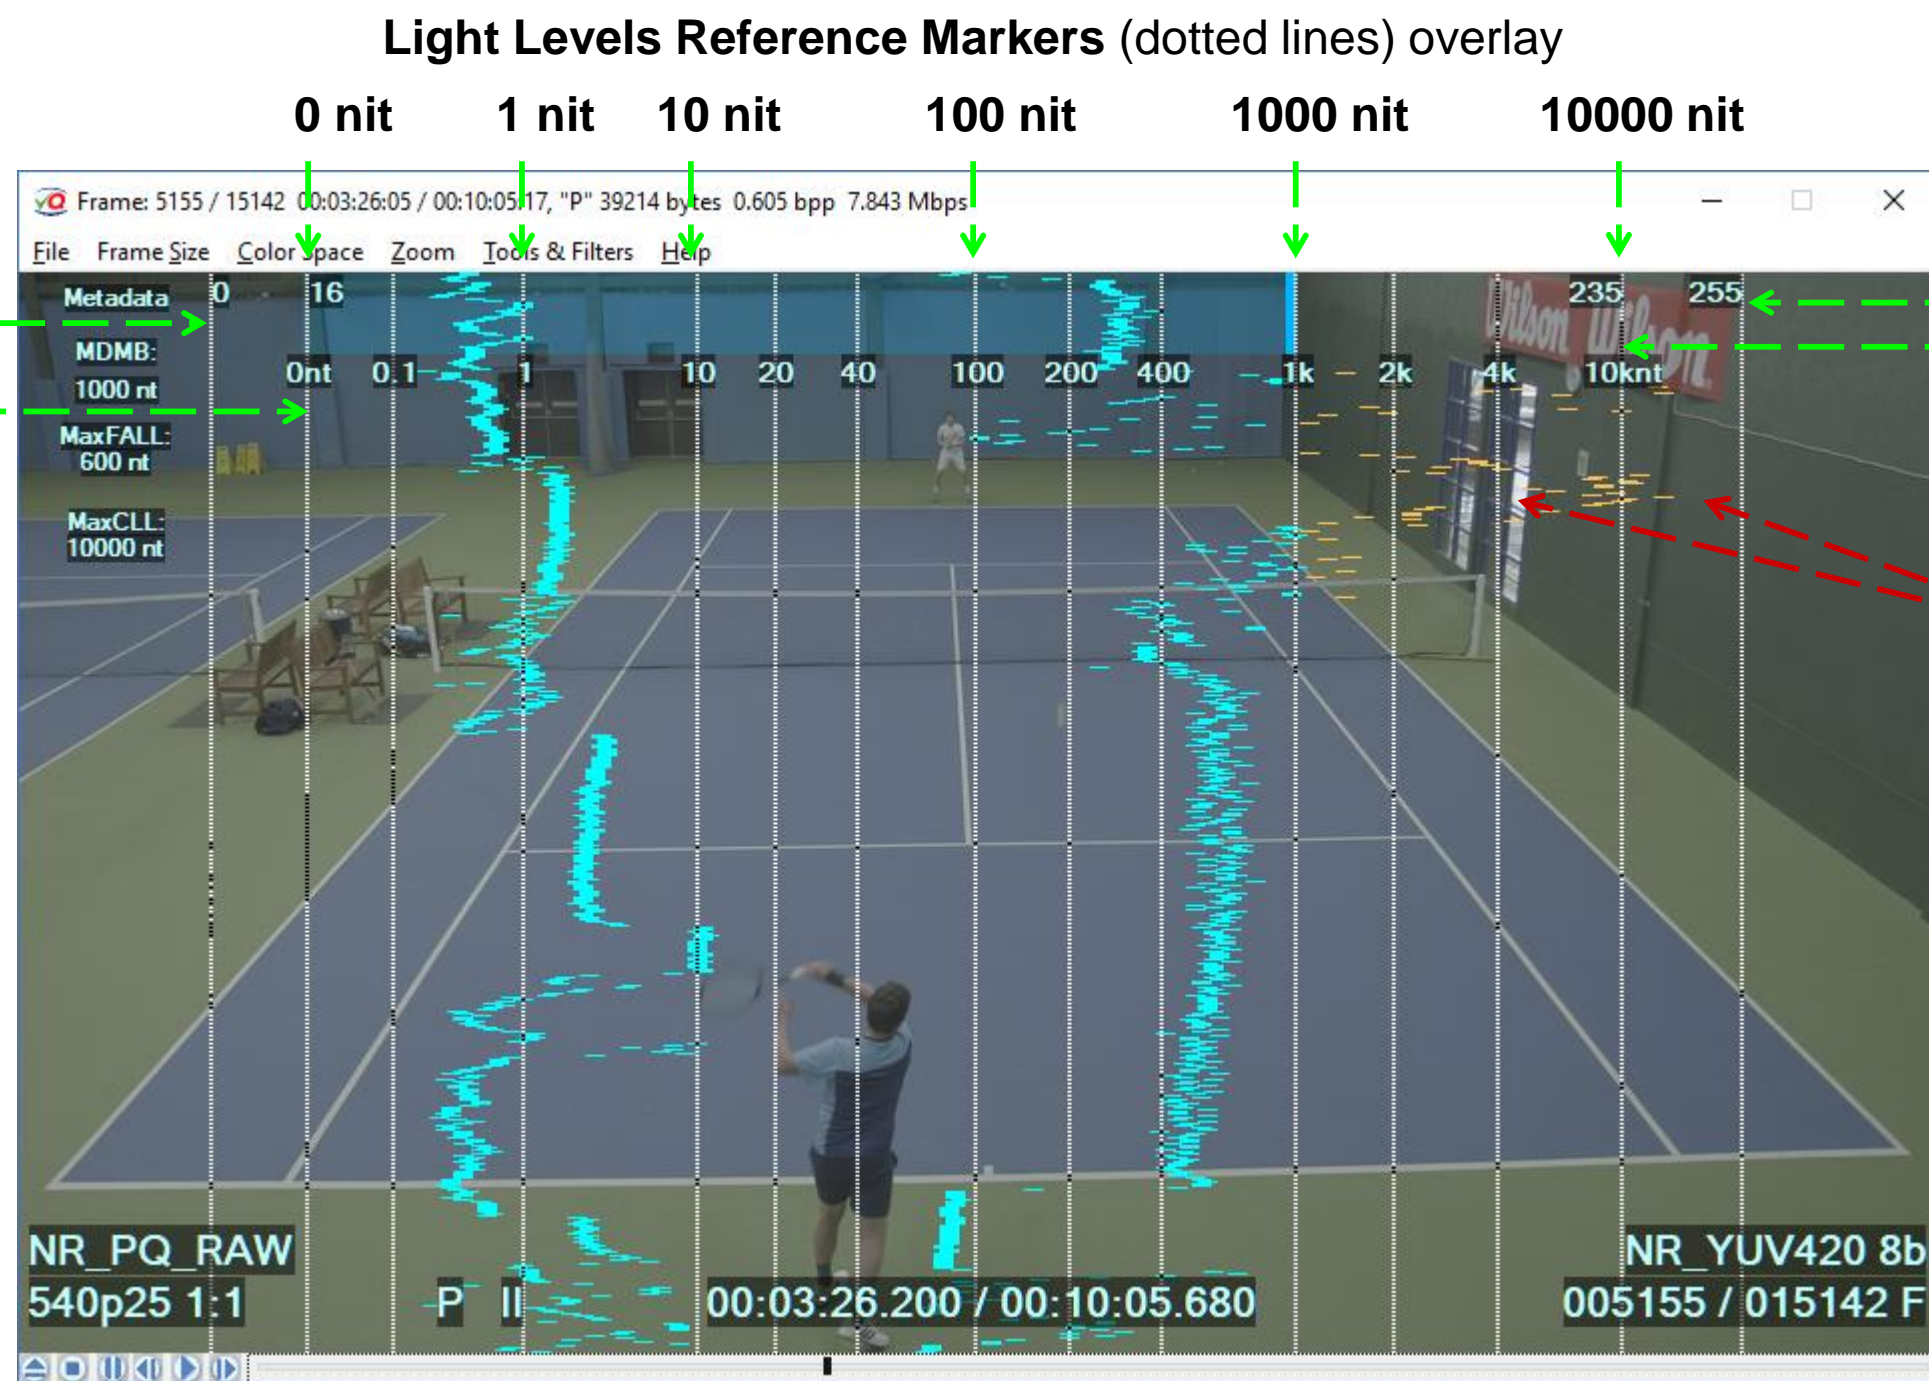 Light Levels Reference Markers (dotted lines) overlay
0 nit 1 nit 10 nit 100 nit 1000 nit 10000 nit
Frame: 5155 / 15142 00:03:26:05 / 00:10:05:17, "P" 39214 bytes 0.605 bpp 7.843 Mbps
File Frame Size Color Space Zoom Tools & Filters Help
Metadata 0 16 235 255
Wilson Wilson
MDMB:
1000 nt
0nt 0.1 1 10 20 40 100 200 400 1k 2k 4k 10knt
MaxFALL:
600 nt
MaxCLL:
10000 nt
NR_PQ_RAW NR_YUV420 8b
540p25 1:1 P II 00:03:26.200 / 00:10:05.680 005155 / 015142 F